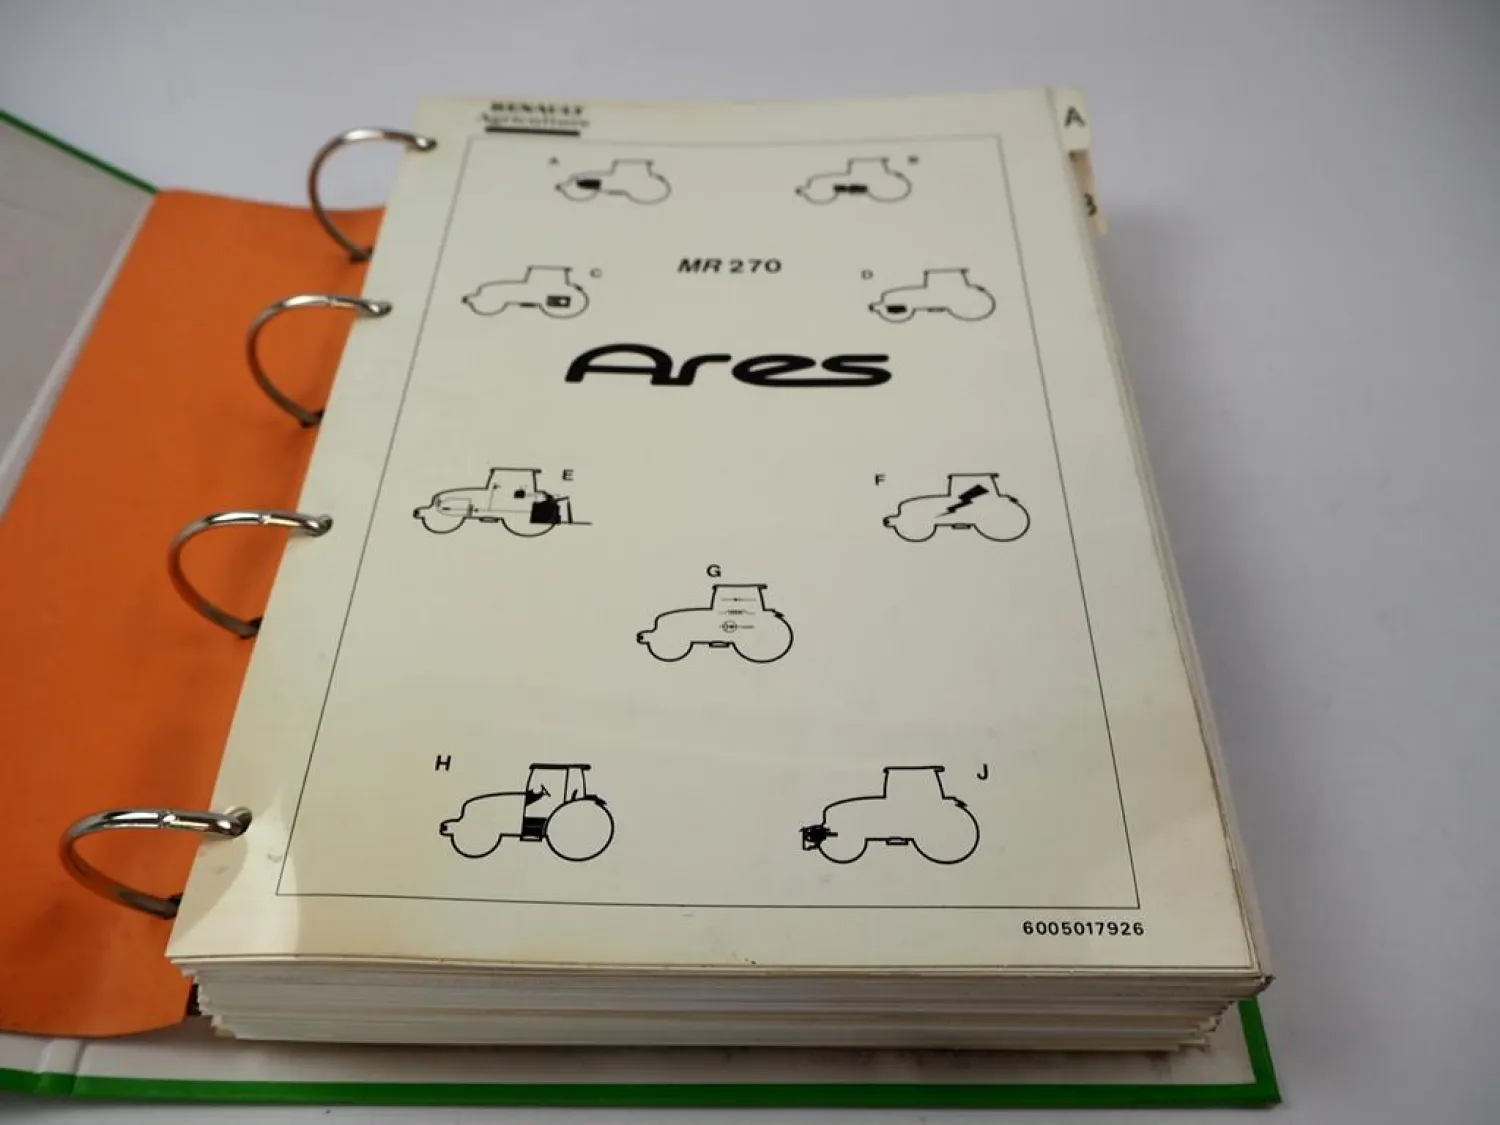 RENAULT
Agriculture
A
A
B
B
MR 270
C
D
Ares
E
F
G
H
J
6005017926